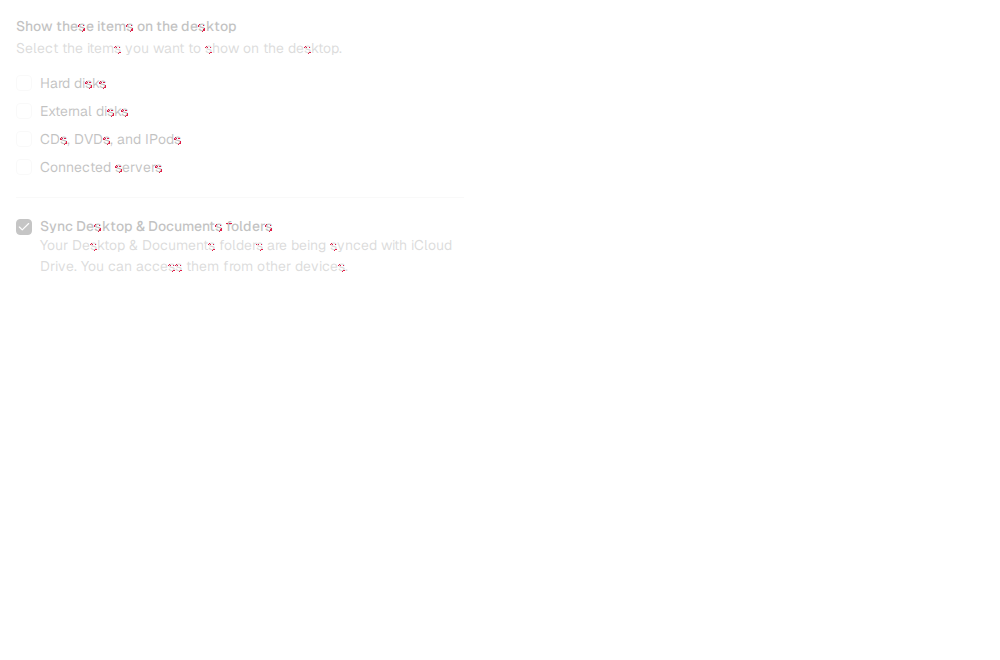 Show these items on the desktop
Select the items you want to show on the desktop.
Hard disks
External disks
CDs, DVDs, and IPods
Connected servers
Sync Desktop & Documents folders
Your Desktop & Documents folders are being synced with iCloud
Drive. You can access them from other devices.